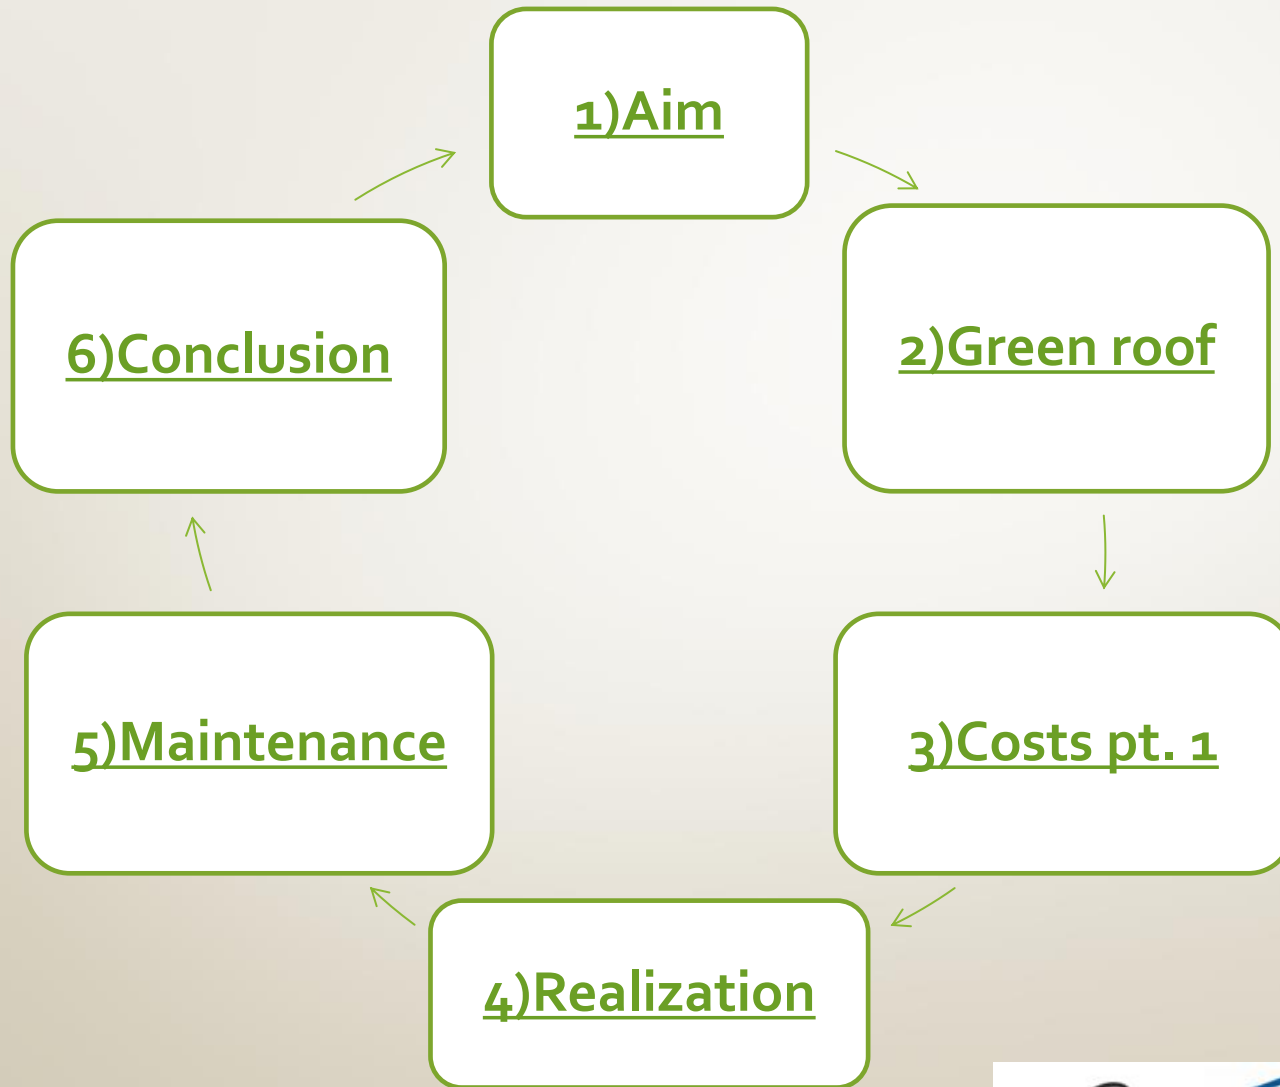 1)Aim
2)Green roof
3)Costs pt. 1
4)Realization
5)Maintenance
6)Conclusion